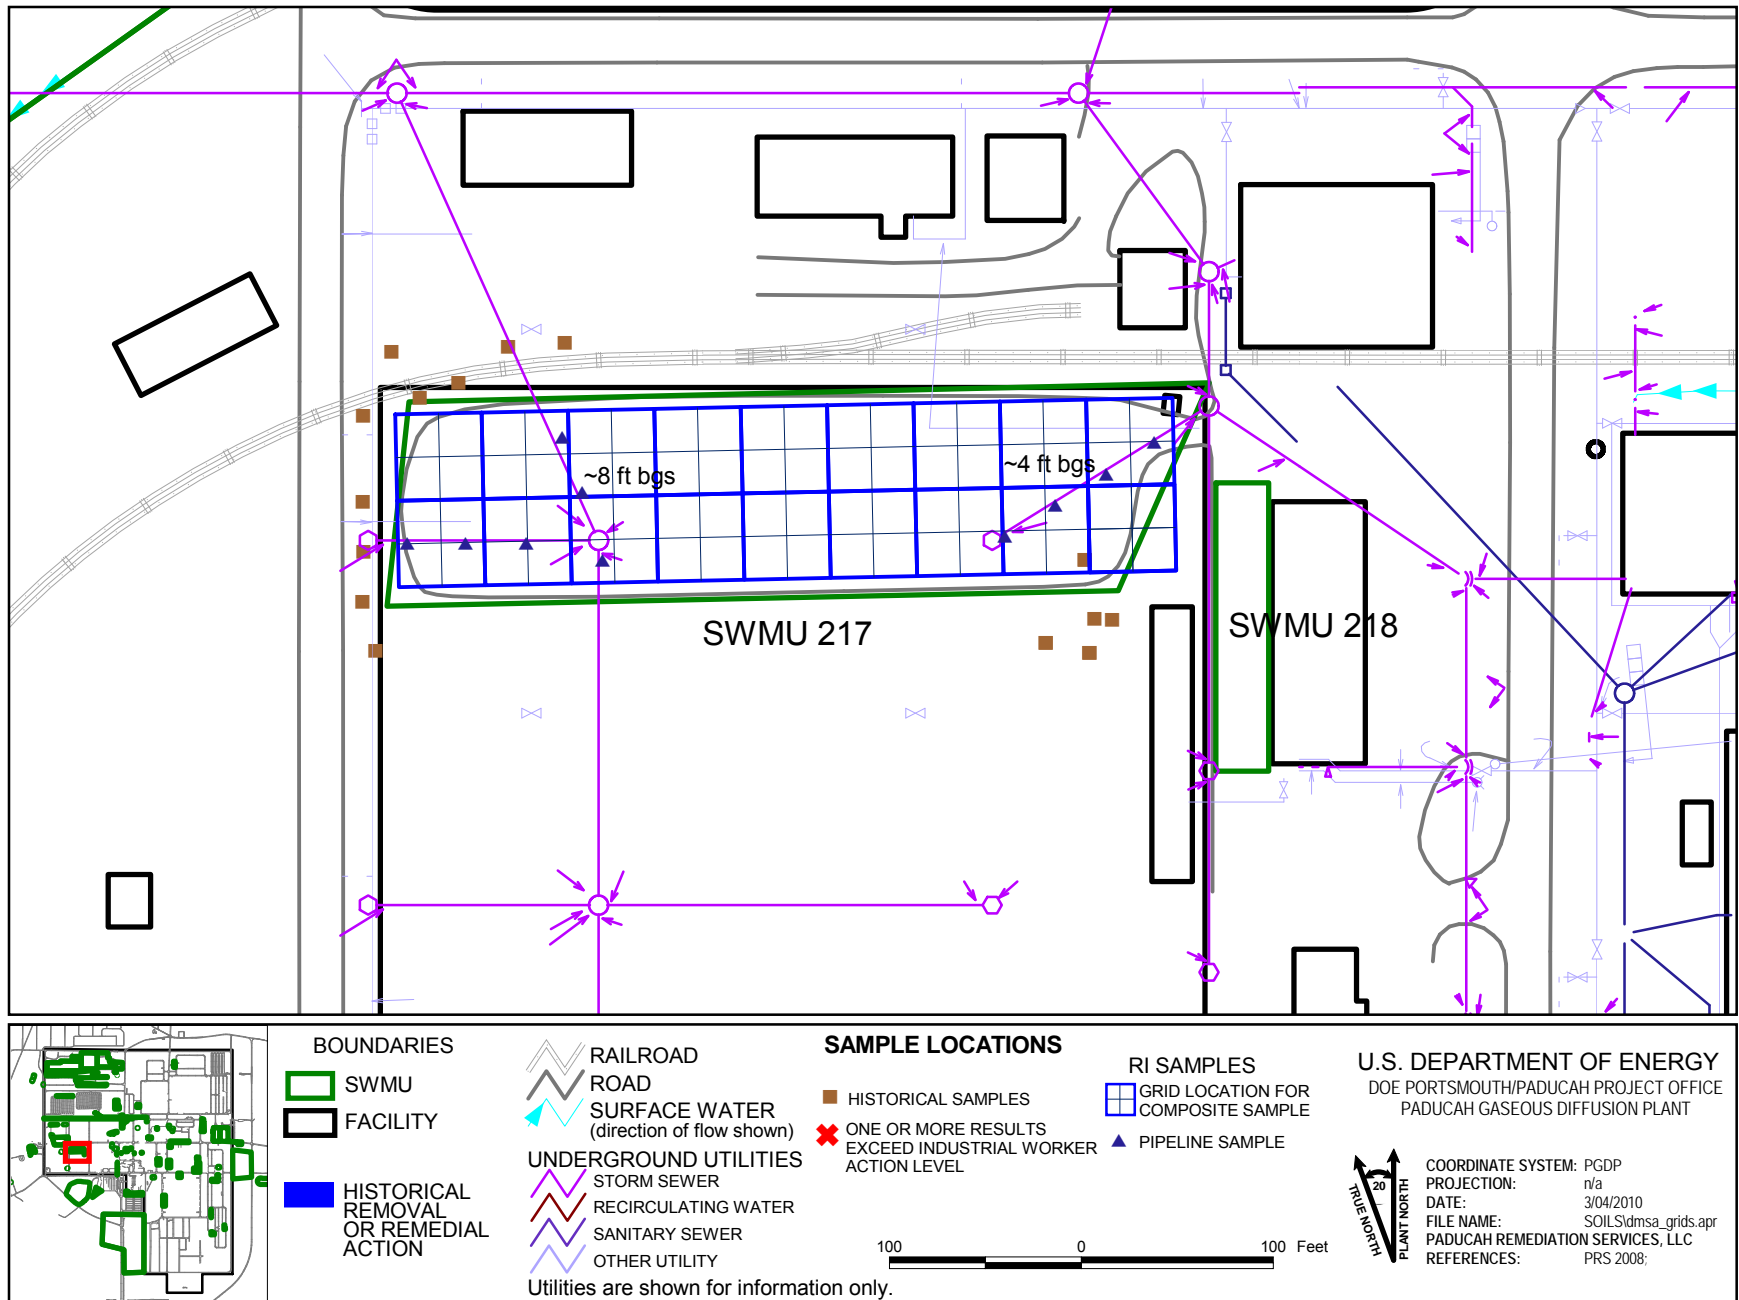 ~8 ft bgs
~4 ft bgs
SWMU 217
SWMU 218
BOUNDARIES
SWMU
FACILITY
HISTORICAL
REMOVAL
OR REMEDIAL
ACTION
RAILROAD
ROAD
SURFACE WATER
(direction of flow shown)
UNDERGROUND UTILITIES
STORM SEWER
RECIRCULATING WATER
SANITARY SEWER
OTHER UTILITY
Utilities are shown for information only.
SAMPLE LOCATIONS
HISTORICAL SAMPLES
ONE OR MORE RESULTS
EXCEED INDUSTRIAL WORKER
ACTION LEVEL
RI SAMPLES
GRID LOCATION FOR
COMPOSITE SAMPLE
PIPELINE SAMPLE
100 0 100 Feet
U.S. DEPARTMENT OF ENERGY
DOE PORTSMOUTH/PADUCAH PROJECT OFFICE
PADUCAH GASEOUS DIFFUSION PLANT
20
TRUE NORTH
PLANT NORTH
COORDINATE SYSTEM: PGDP
PROJECTION: n/a
DATE: 3/04/2010
FILE NAME: SOILS\dmsa_grids.apr
PADUCAH REMEDIATION SERVICES, LLC
REFERENCES: PRS 2008;